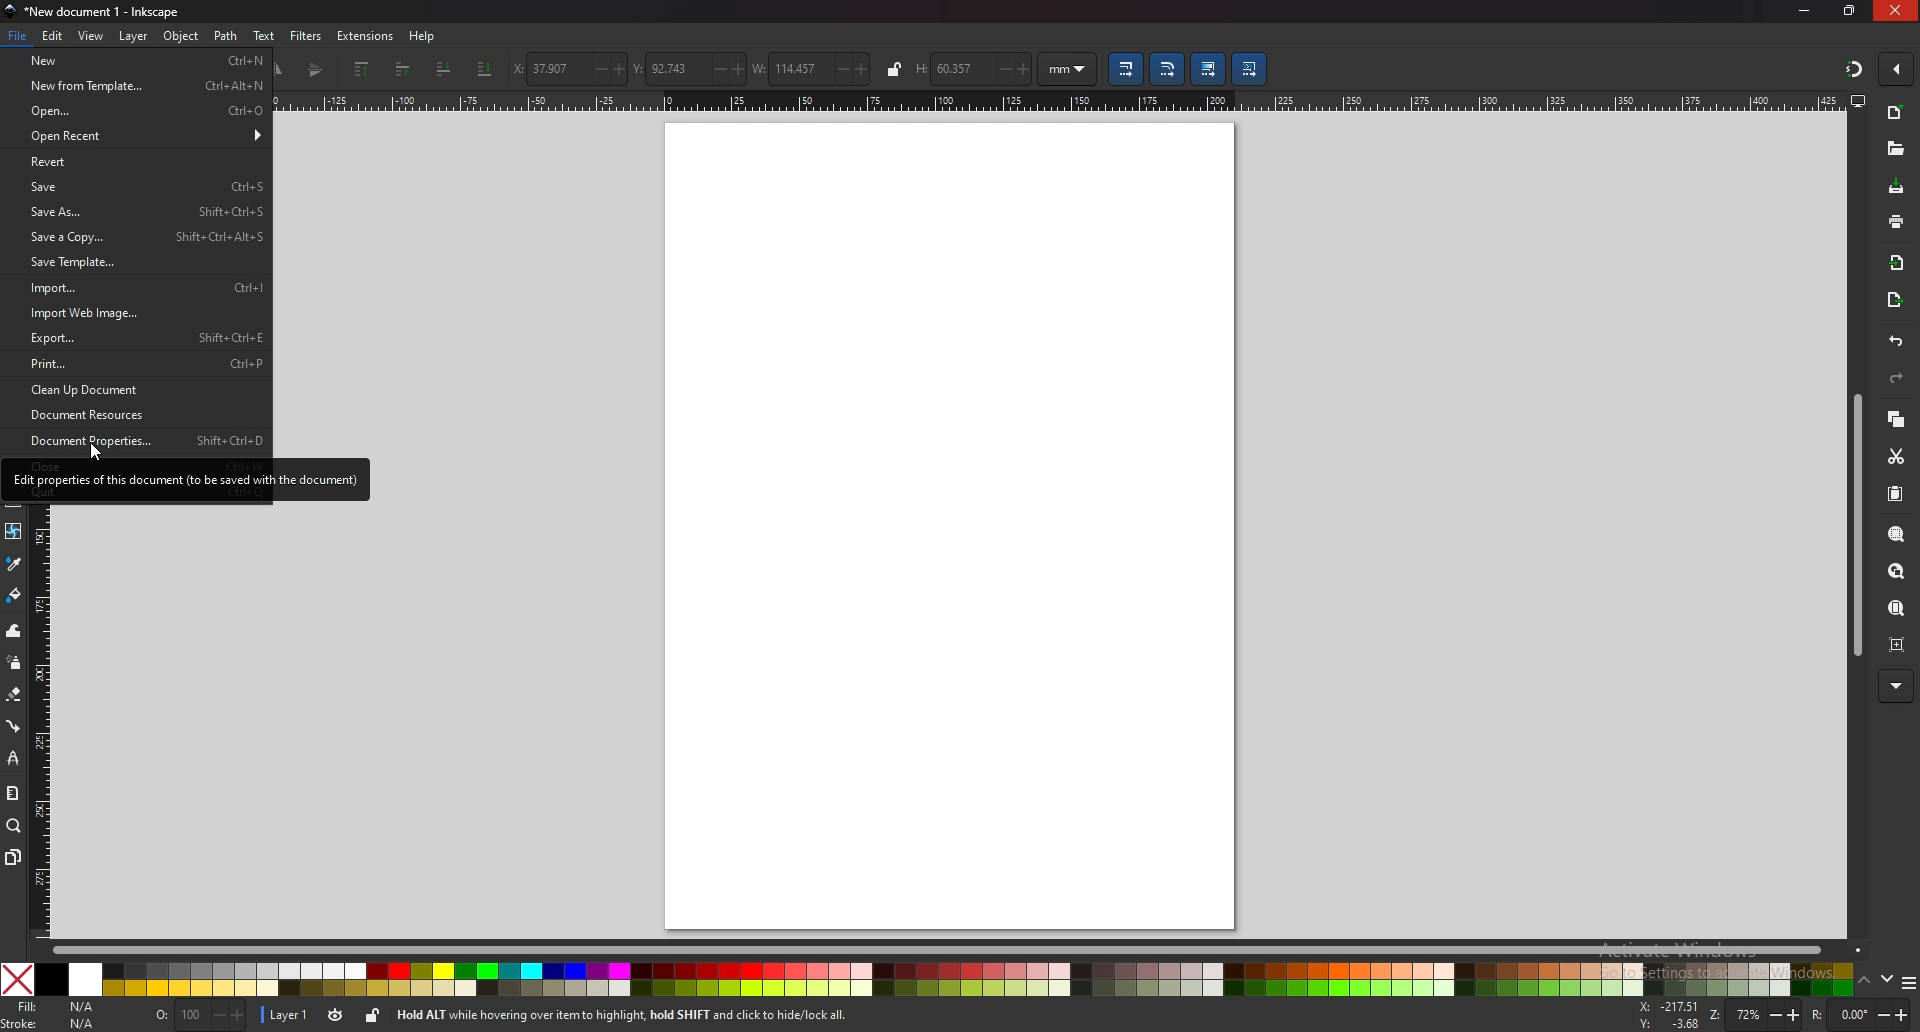 *New document 1 - Inkscape
File Edit View Layer Object Path Text Filters Extensions Help
New Ctrl+N
New from Template... Ctrl+Alt+N
Open... Ctrl+O
Open Recent
Revert
Save Ctrl+S
Save As... Shift+Ctrl+S
Save a Copy... Shift+Ctrl+Alt+S
Save Template...
Import... Ctrl+I
Import Web Image...
Export... Shift+Ctrl+E
Print... Ctrl+P
Clean Up Document
Document Resources
Document Properties... Shift+Ctrl+D
Close Ctrl+W
Edit properties of this document (to be saved with the document)
Quit Ctrl+Q
X: 37.907 Y: 92.743 W: 114.457 H: 60.357 mm
-125 -100 -75 -50 -25 0 25 50 75 100 125 150 175 200 225 250 275 300 325 350 375 400 425
150
175
200
225
250
275
Activate Windows
Go to Settings to activate Windows.
Fill: N/A
Stroke: N/A
O: 100
Layer 1
Hold ALT while hovering over item to highlight, hold SHIFT and click to hide/lock all.
X: -217.51
Y: -3.68
Z: 72%
R: 0.00°